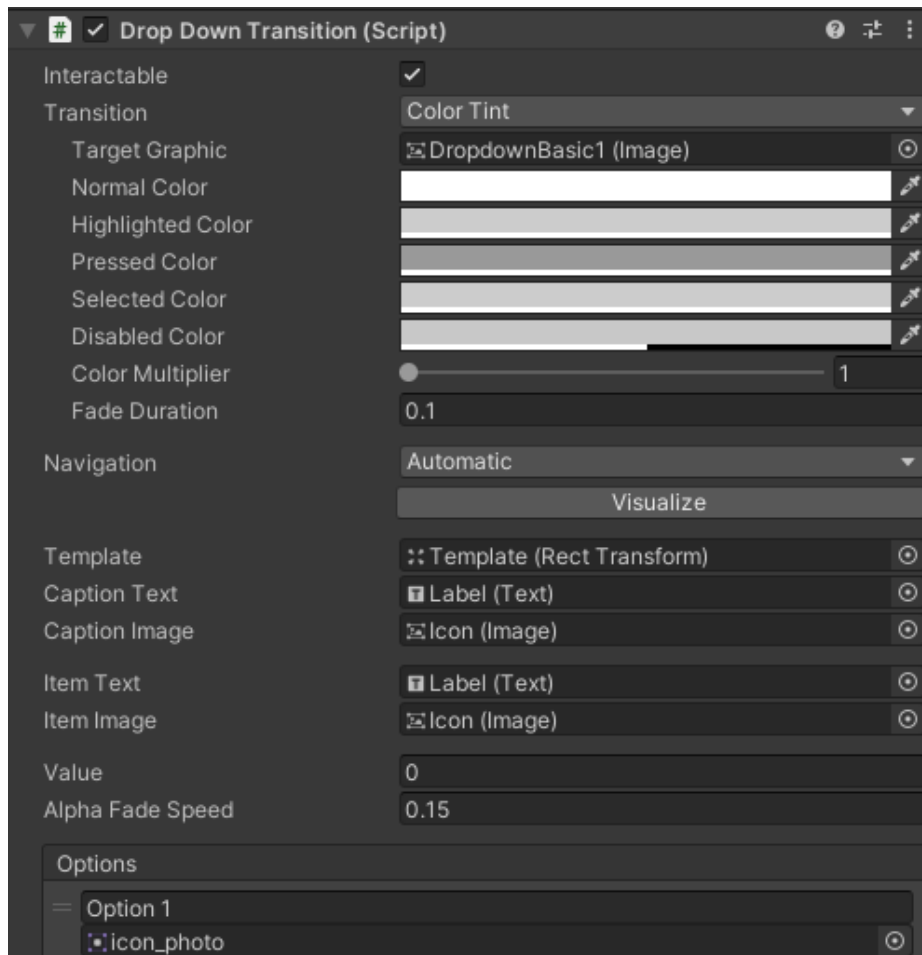 Drop Down Transition (Script)
Interactable
Transition Color Tint
Target Graphic DropdownBasic1 (Image)
Normal Color
Highlighted Color
Pressed Color
Selected Color
Disabled Color
Color Multiplier 1
Fade Duration 0.1
Navigation Automatic
Visualize
Template Template (Rect Transform)
Caption Text Label (Text)
Caption Image Icon (Image)
Item Text Label (Text)
Item Image Icon (Image)
Value 0
Alpha Fade Speed 0.15
Options
Option 1
icon_photo